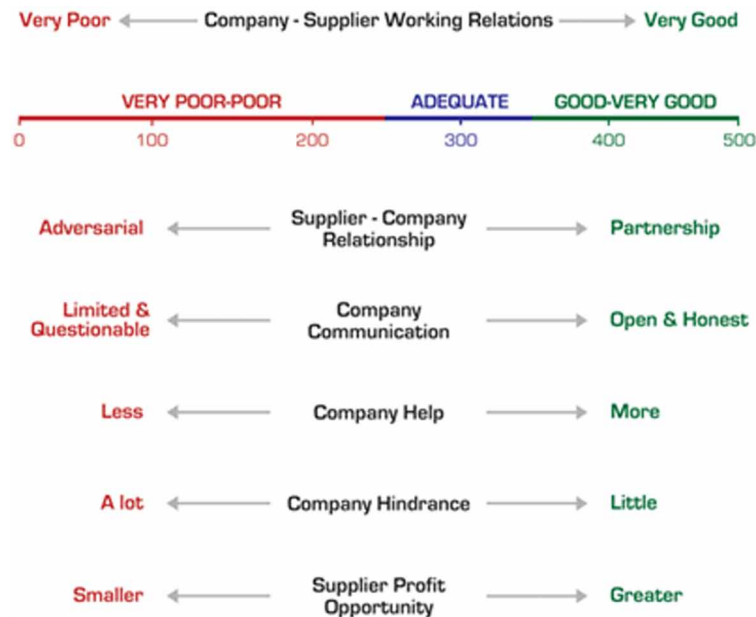 Very Poor Company - Supplier Working Relations Very Good
VERY POOR-POOR ADEQUATE GOOD-VERY GOOD
0 100 200 300 400 500
Adversarial Supplier - Company Relationship Partnership
Limited & Questionable Company Communication Open & Honest
Less Company Help More
A lot Company Hindrance Little
Smaller Supplier Profit Opportunity Greater